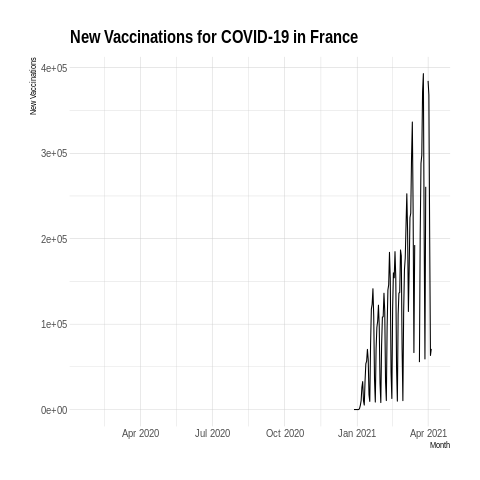 New Vaccinations for COVID-19 in France
New Vaccinations
4e+05
3e+05
2e+05
1e+05
0e+00
Apr 2020 Jul 2020 Oct 2020 Jan 2021 Apr 2021
Month